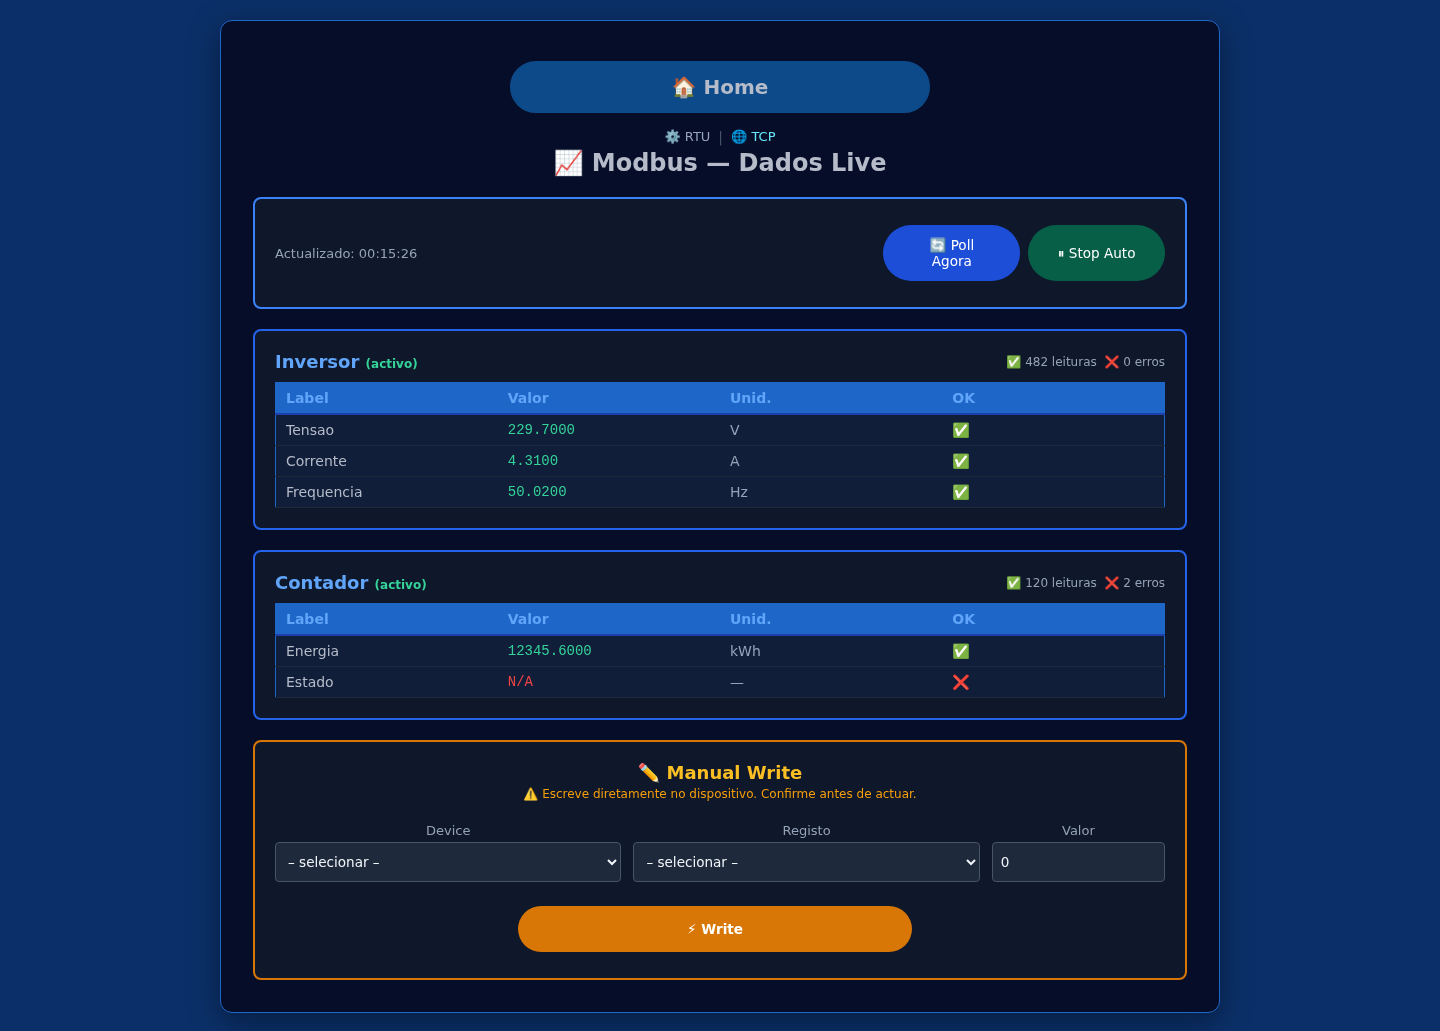 🏠 Home
⚙️ RTU | 🌐 TCP
📈 Modbus — Dados Live
Actualizado: 00:15:26
🔄 Poll
Agora
⏸ Stop Auto
Inversor (activo)
✅ 482 leituras ❌ 0 erros
Label Valor Unid. OK
Tensao 229.7000 V ✅
Corrente 4.3100 A ✅
Frequencia 50.0200 Hz ✅
Contador (activo)
✅ 120 leituras ❌ 2 erros
Label Valor Unid. OK
Energia 12345.6000 kWh ✅
Estado N/A — ❌
✏️ Manual Write
⚠️ Escreve diretamente no dispositivo. Confirme antes de actuar.
Device Registo Valor
– selecionar – – selecionar – 0
⚡ Write